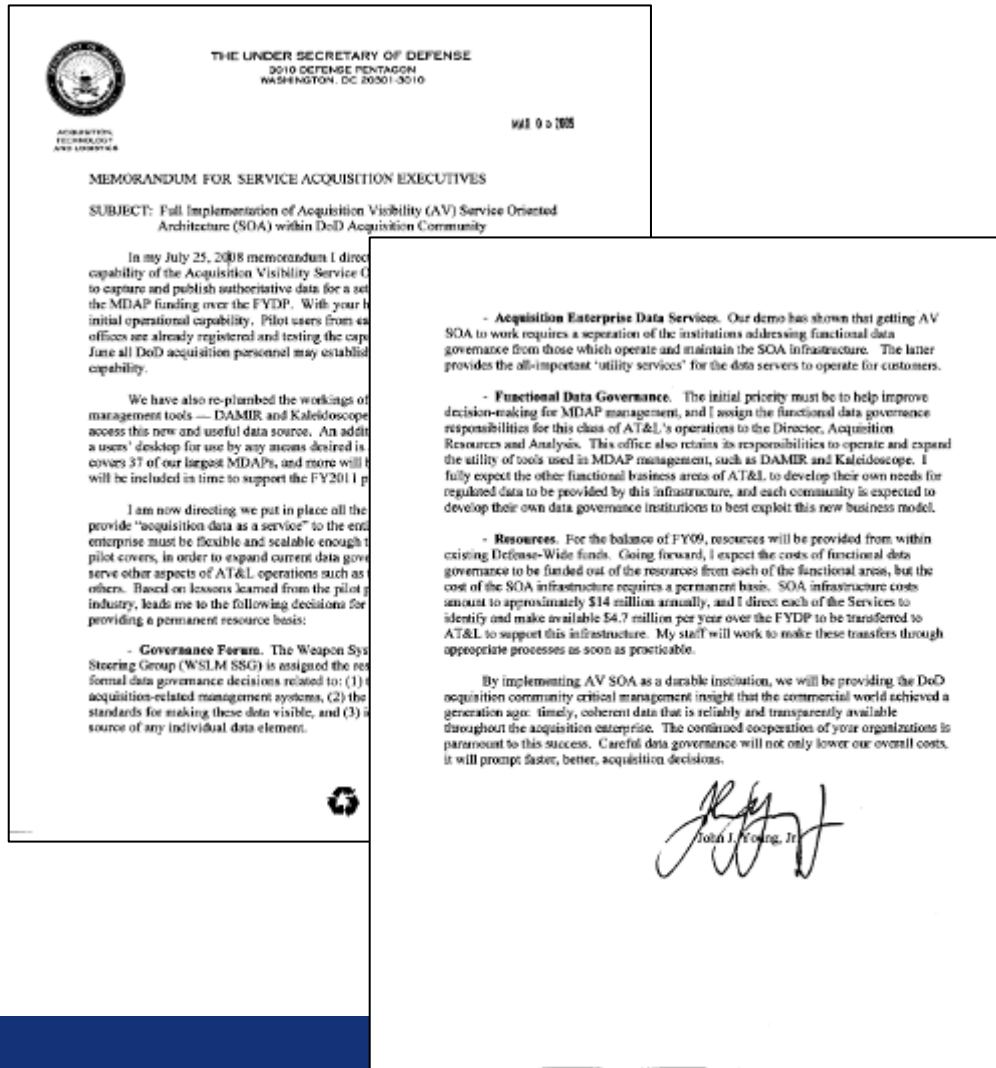 THE UNDER SECRETARY OF DEFENSE
3010 DEFENSE PENTAGON
WASHINGTON, DC 20301-3010
ACQUISITION,
TECHNOLOGY
AND LOGISTICS
MEMORANDUM FOR SERVICE ACQUISITION EXECUTIVES
SUBJECT: Full Implementation of Acquisition Visibility (AV) Service Oriented
Architecture (SOA) within DoD Acquisition Community
In my July 25, 2008 memorandum I direct
capability of the Acquisition Visibility Service O
to capture and publish authoritative data for a set
the MDAP funding over the FYDP. With your h
initial operational capability. Pilot users from ea
offices are already registered and testing the cap
June all DoD acquisition personnel may establish
capability.
We have also re-plumbed the workings of
management tools — DAMIR and Kaleidoscope
access this new and useful data source. An addit
a users' desktop for use by any means desired is
covers 37 of our largest MDAPs, and more will b
will be included in time to support the FY2011 p
I am now directing we put in place all the
provide "acquisition data as a service" to the enti
enterprise must be flexible and scalable enough t
pilot covers, in order to expand current data gove
serve other aspects of AT&L operations such as
others. Based on lessons learned from the pilot p
industry, leads me to the following decisions for
providing a permanent resource basis:
- Governance Forum. The Weapon Sys
Steering Group (WSLM SSG) is assigned the res
formal data governance decisions related to: (1)
acquisition-related management systems, (2) the
standards for making these data visible, and (3) i
source of any individual data element.
- Acquisition Enterprise Data Services. Our demo has shown that getting AV
SOA to work requires a seperation of the institutions addressing functional data
governance from those which operate and maintain the SOA infrastructure. The latter
provides the all-important 'utility services' for the data servers to operate for customers.
- Functional Data Governance. The initial priority must be to help improve
decision-making for MDAP management, and I assign the functional data governance
responsibilities for this class of AT&L's operations to the Director, Acquisition
Resources and Analysis. This office also retains its responsibilities to operate and expand
the utility of tools used in MDAP management, such as DAMIR and Kaleidoscope. I
fully expect the other functional business areas of AT&L to develop their own needs for
regulated data to be provided by this infrastructure, and each community is expected to
develop their own data governance institutions to best exploit this new business model.
- Resources. For the balance of FY09, resources will be provided from within
existing Defense-Wide funds. Going forward, I expect the costs of functional data
governance to be funded out of the resources from each of the functional areas, but the
cost of the SOA infrastructure requires a permanent basis. SOA infrastructure costs
amount to approximately $14 million annually, and I direct each of the Services to
identify and make available $4.7 million per year over the FYDP to be transferred to
AT&L to support this infrastructure. My staff will work to make these transfers through
appropriate processes as soon as practicable.
By implementing AV SOA as a durable institution, we will be providing the DoD
acquisition community critical management insight that the commercial world achieved a
generation ago: timely, coherent data that is reliably and transparently available
throughout the acquisition enterprise. The continued cooperation of your organizations is
paramount to this success. Careful data governance will not only lower our overall costs,
it will prompt faster, better, acquisition decisions.
John J. Young, Jr